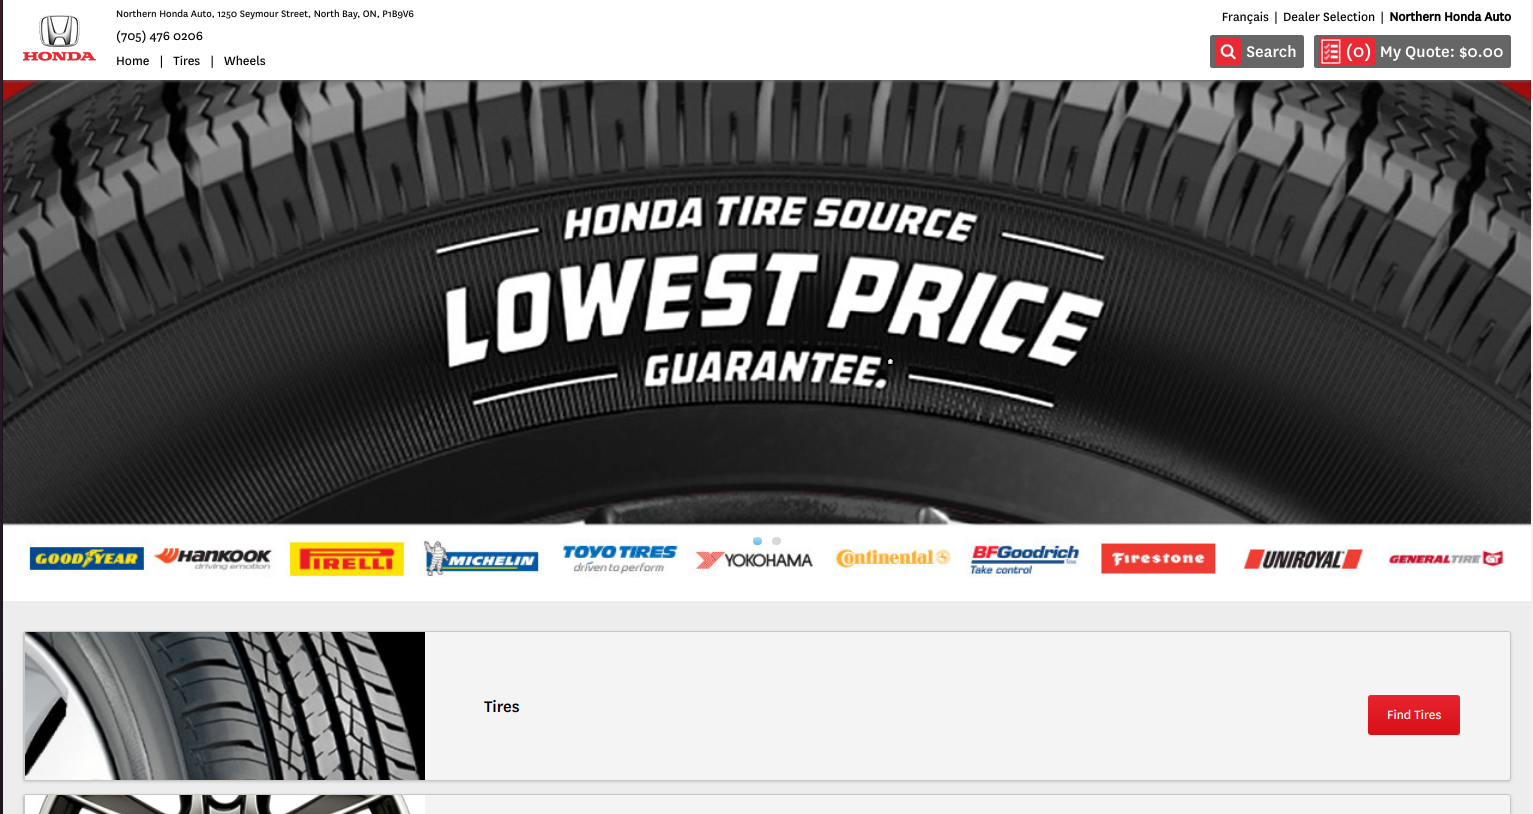 Northern Honda Auto, 1250 Seymour Street, North Bay, ON, P1B9V6
Français | Dealer Selection | Northern Honda Auto
(705) 476 0206
HONDA
Home | Tires | Wheels
Search
(0) My Quote: $0.00
HONDA TIRE SOURCE
LOWEST PRICE
GUARANTEE.
GOODYEAR
HANKOOK
driving emotion
PIRELLI
MICHELIN
TOYO TIRES
driven to perform
YOKOHAMA
Continental
BFGoodrich
Take control
Firestone
UNIROYAL
GENERAL TIRE
Tires
Find Tires